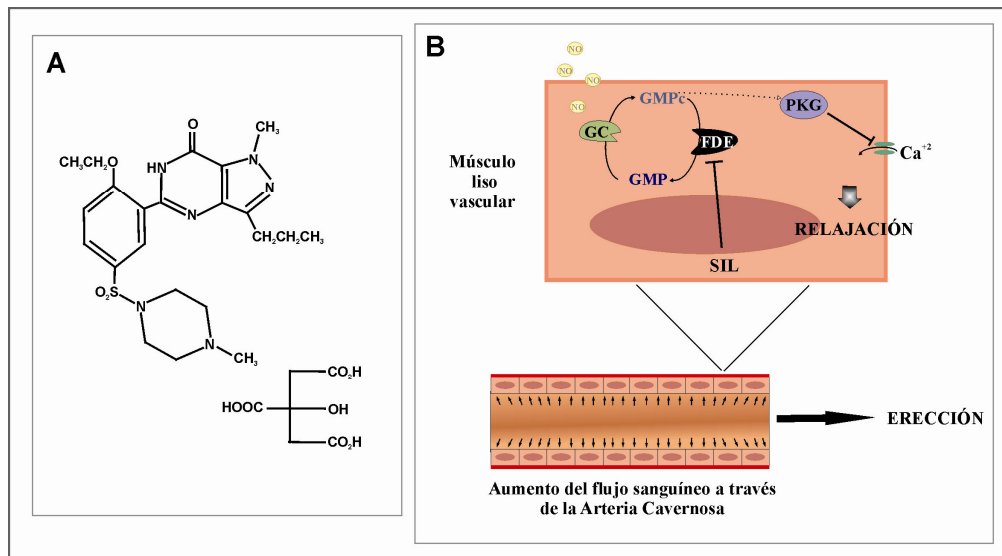 A
O
CH₃
N
HN
CH₃CH₂O
N
N
CH₂CH₂CH₃
O₂S
N
N
CH₃
CO₂H
HOOC
OH
CO₂H
B
NO
NO
NO
NO
GMPc
PKG
GC
FDE
Ca⁺²
GMP
Músculo
liso
vascular
RELAJACIÓN
SIL
ERECCIÓN
Aumento del flujo sanguíneo a través
de la Arteria Cavernosa